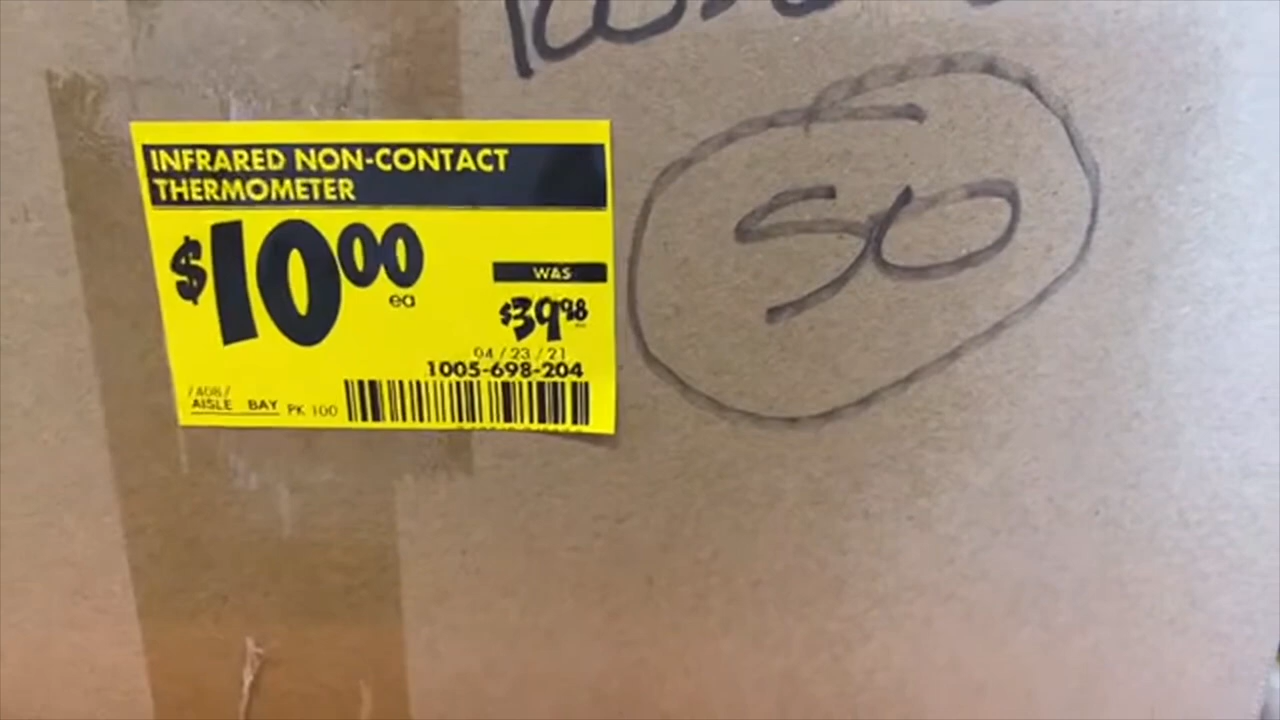 INFRARED NON-CONTACT
THERMOMETER
$10.00
ea
WAS
$39.98
04/23/21
1005-698-204
AISLE BAY PK 100
50